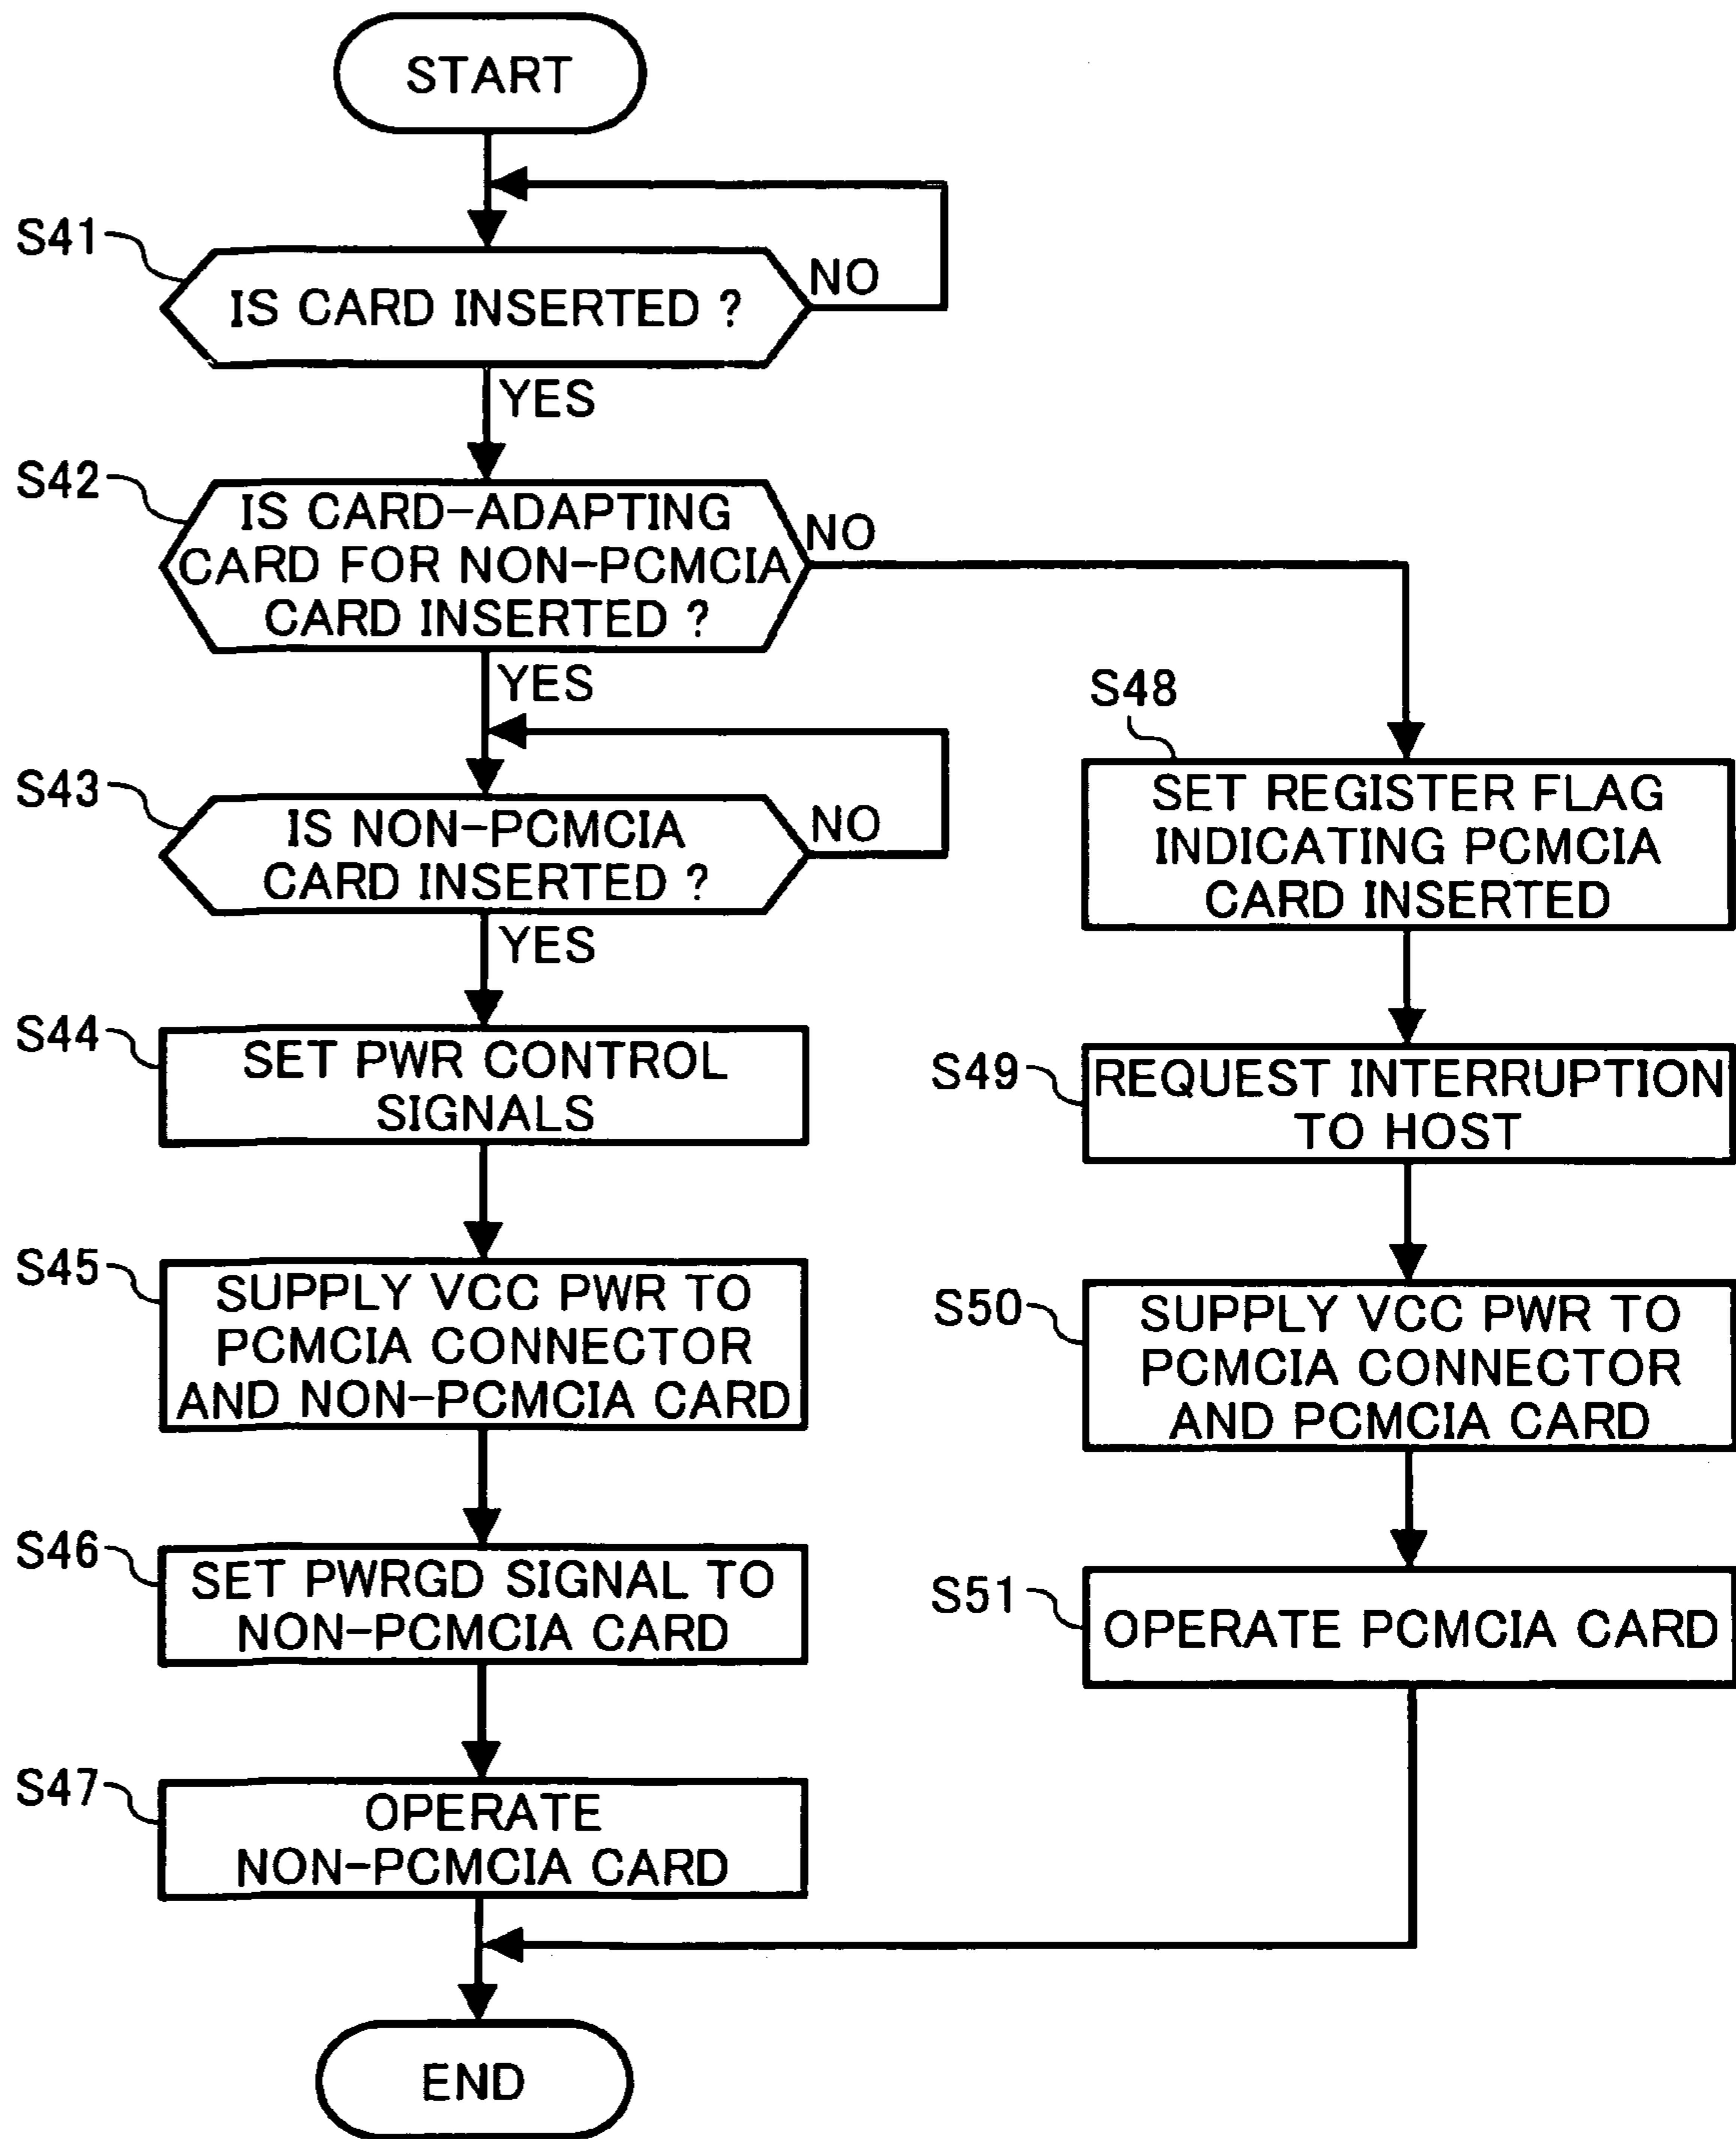 START
S41
IS CARD INSERTED ?
NO
YES
S42
IS CARD-ADAPTING
CARD FOR NON-PCMCIA
CARD INSERTED ?
NO
YES
S43
IS NON-PCMCIA
CARD INSERTED ?
NO
YES
S44
SET PWR CONTROL
SIGNALS
S45
SUPPLY VCC PWR TO
PCMCIA CONNECTOR
AND NON-PCMCIA CARD
S46
SET PWRGD SIGNAL TO
NON-PCMCIA CARD
S47
OPERATE
NON-PCMCIA CARD
S48
SET REGISTER FLAG
INDICATING PCMCIA
CARD INSERTED
S49
REQUEST INTERRUPTION
TO HOST
S50
SUPPLY VCC PWR TO
PCMCIA CONNECTOR
AND PCMCIA CARD
S51
OPERATE PCMCIA CARD
END